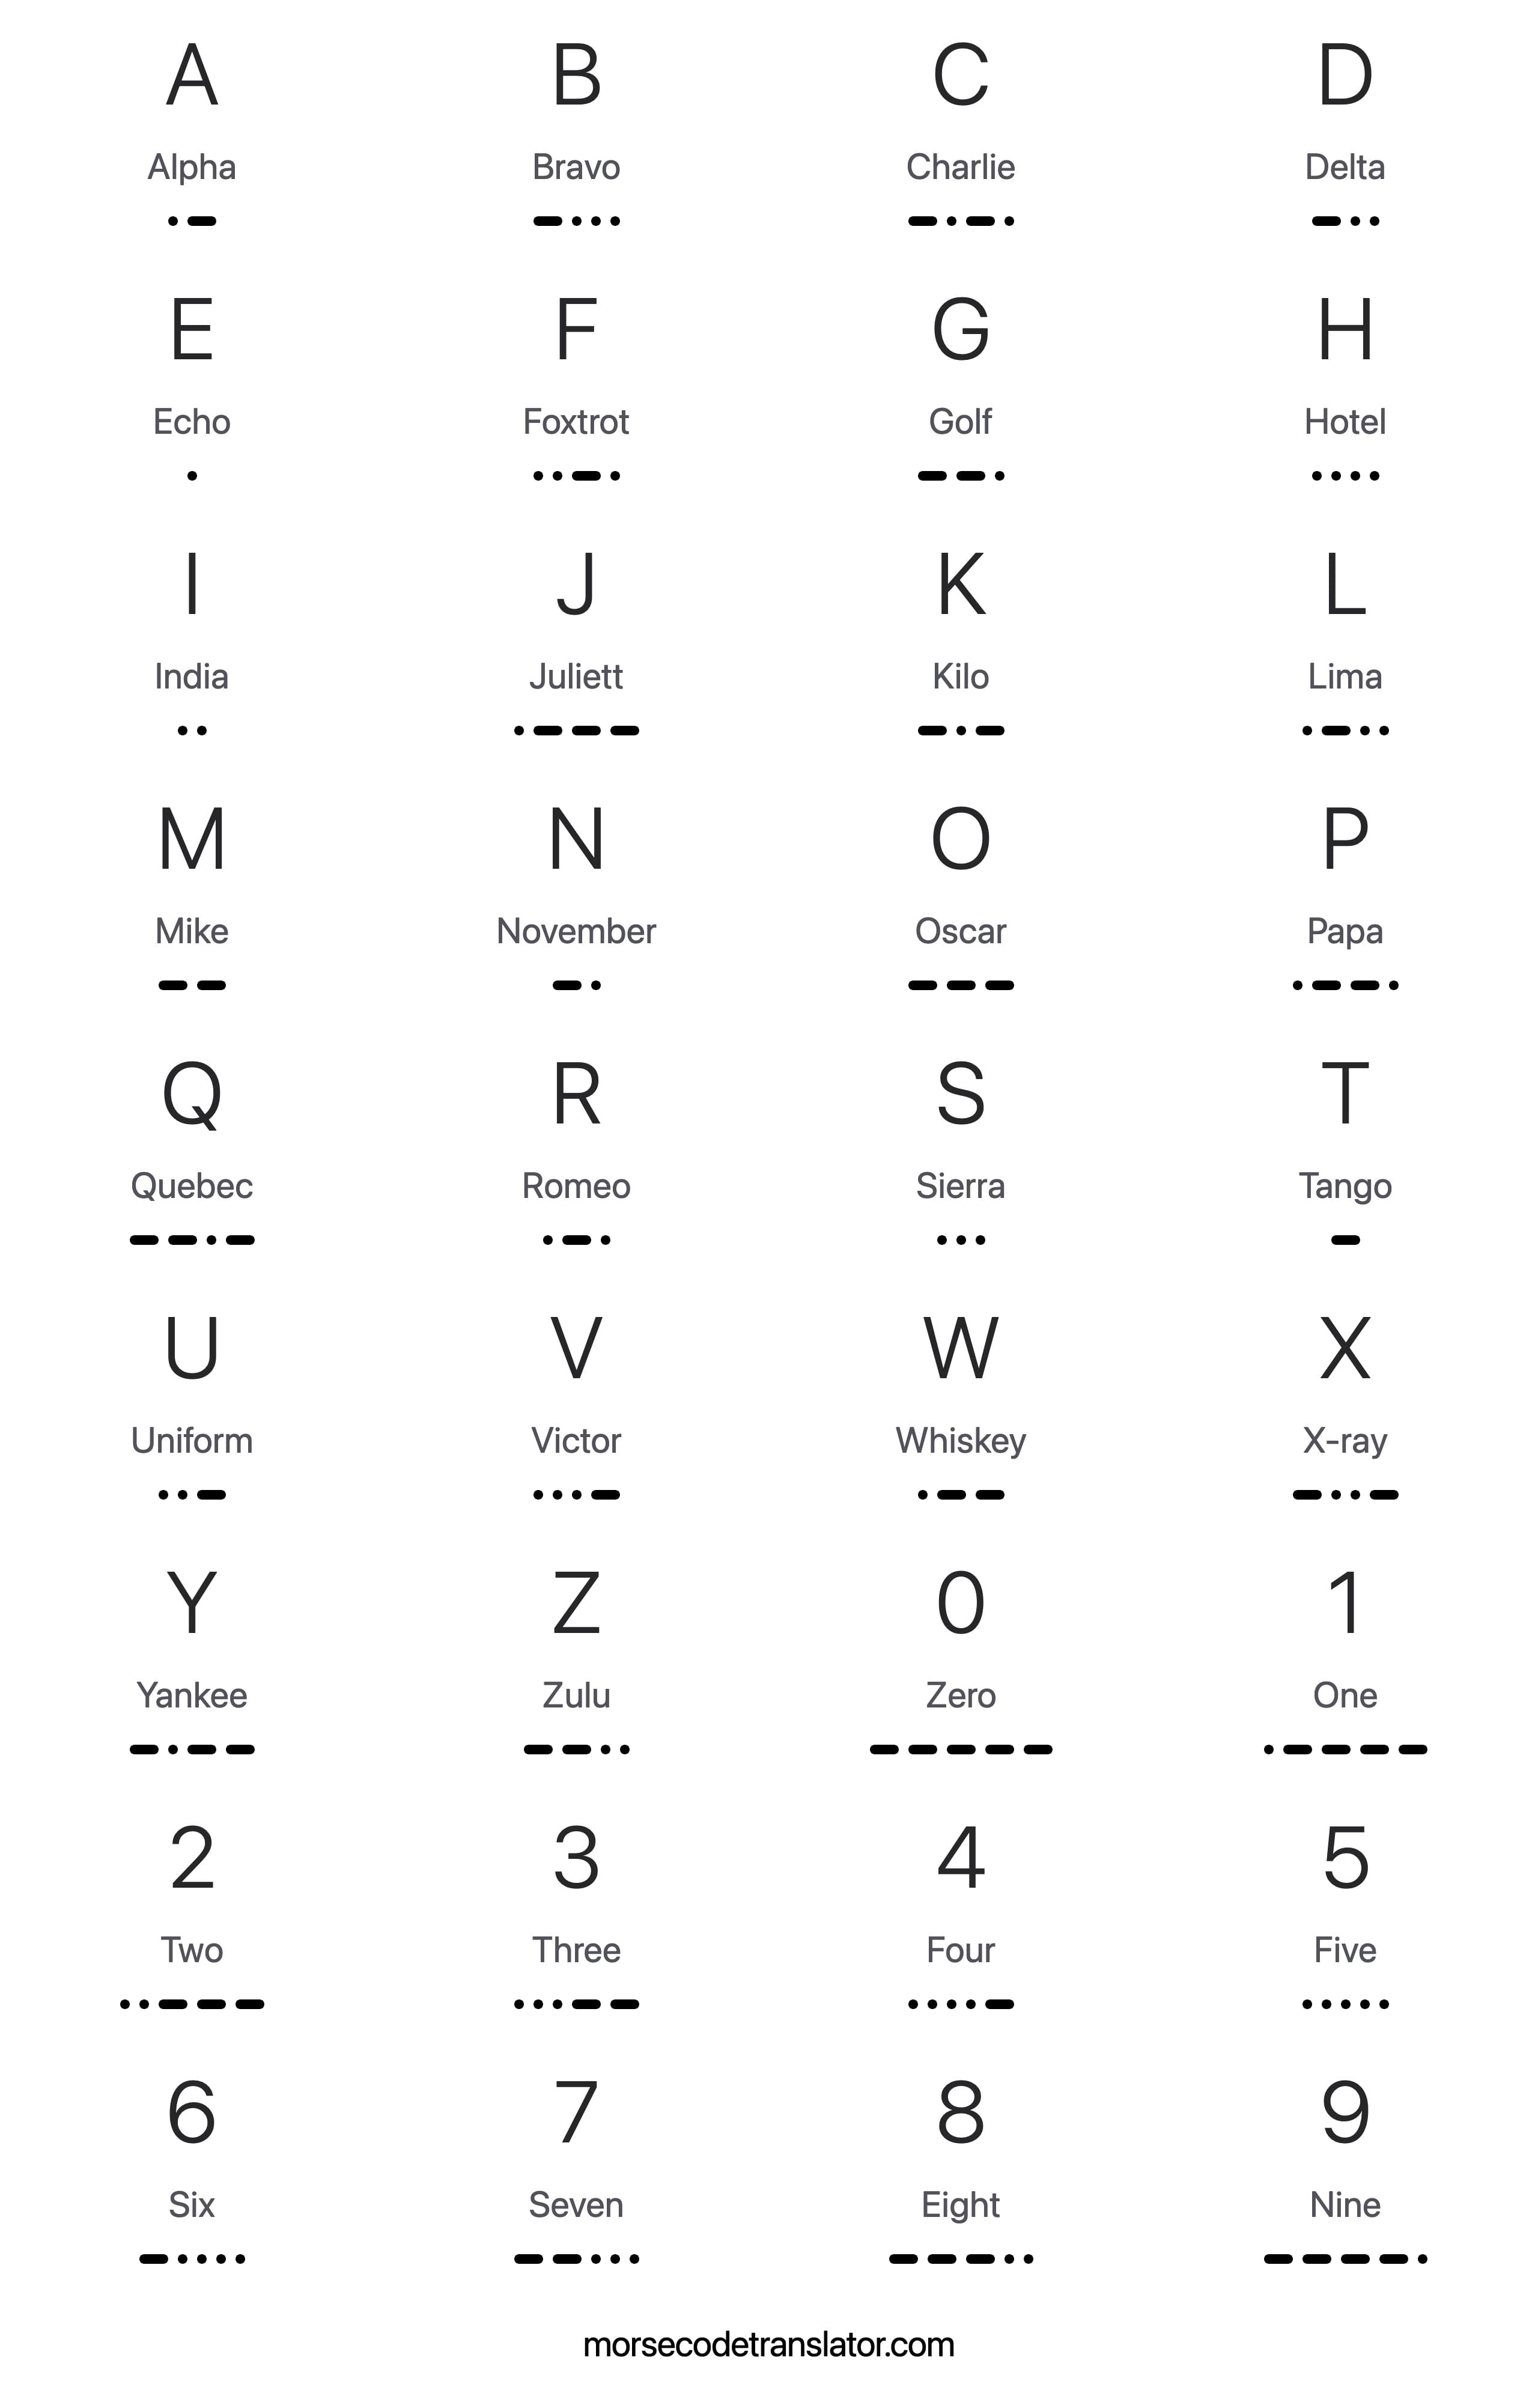 A B C D
Alpha Bravo Charlie Delta
•– –••• –•–• –••
E F G H
Echo Foxtrot Golf Hotel
• ••–• ––• ••••
I J K L
India Juliett Kilo Lima
•• •––– –•– •–••
M N O P
Mike November Oscar Papa
–– –• ––– •––•
Q R S T
Quebec Romeo Sierra Tango
––•– •–• ••• –
U V W X
Uniform Victor Whiskey X-ray
••– •••– •–– –••–
Y Z 0 1
Yankee Zulu Zero One
–•–– ––•• ––––– •––––
2 3 4 5
Two Three Four Five
••––– •••–– ••••– •••••
6 7 8 9
Six Seven Eight Nine
–•••• ––••• –––•• ––––•
morsecodetranslator.com